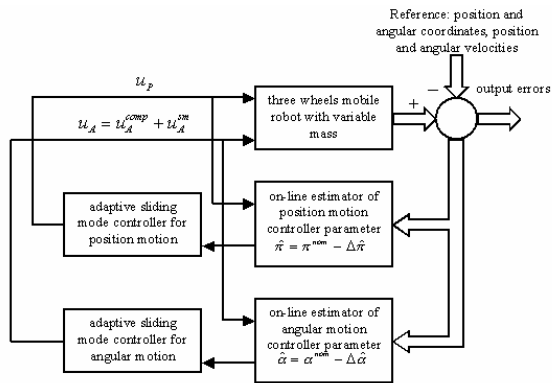 Reference: position and
angular coordinates, position
and angular velocities
u_P
− output errors
+
three wheels mobile
robot with variable
mass
u_A = u_A^comp + u_A^sm
adaptive sliding
mode controller for
position motion
on-line estimator of
position motion
controller parameter
π̂ = π^nom − Δπ̂
adaptive sliding
mode controller for
angular motion
on-line estimator of
angular motion
controller parameter
α̂ = α^nom − Δα̂